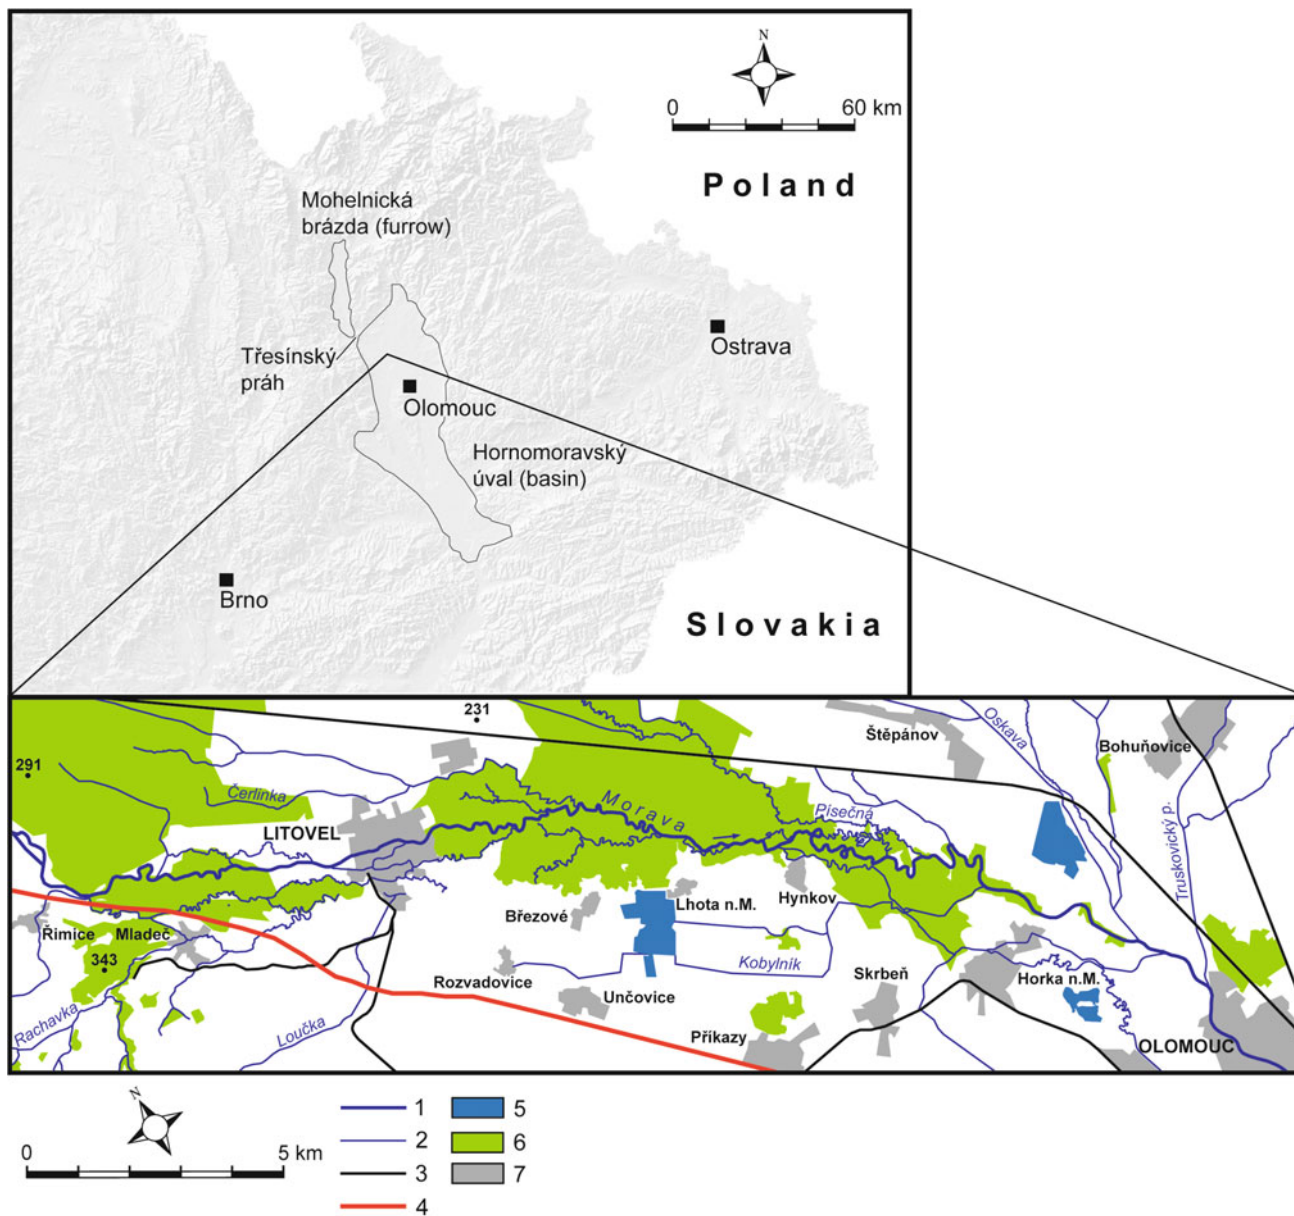 N
0
60 km
Poland
Mohelnická
brázda (furrow)
Třesínský
práh
Ostrava
Olomouc
Hornomoravský
úval (basin)
Brno
Slovakia
231
Štěpánov
Oskava
Bohuňovice
291
Čerlinka
Morava
Písečná
LITOVEL
Truskovický p.
Hynkov
Lhota n.M.
Březové
Řimice
Mladeč
343
Kobylník
Rozvadovice
Skrbeň
Horka n.M.
Unčovice
Rachavka
Loučka
Příkazy
OLOMOUC
N
0
5 km
1
2
3
4
5
6
7